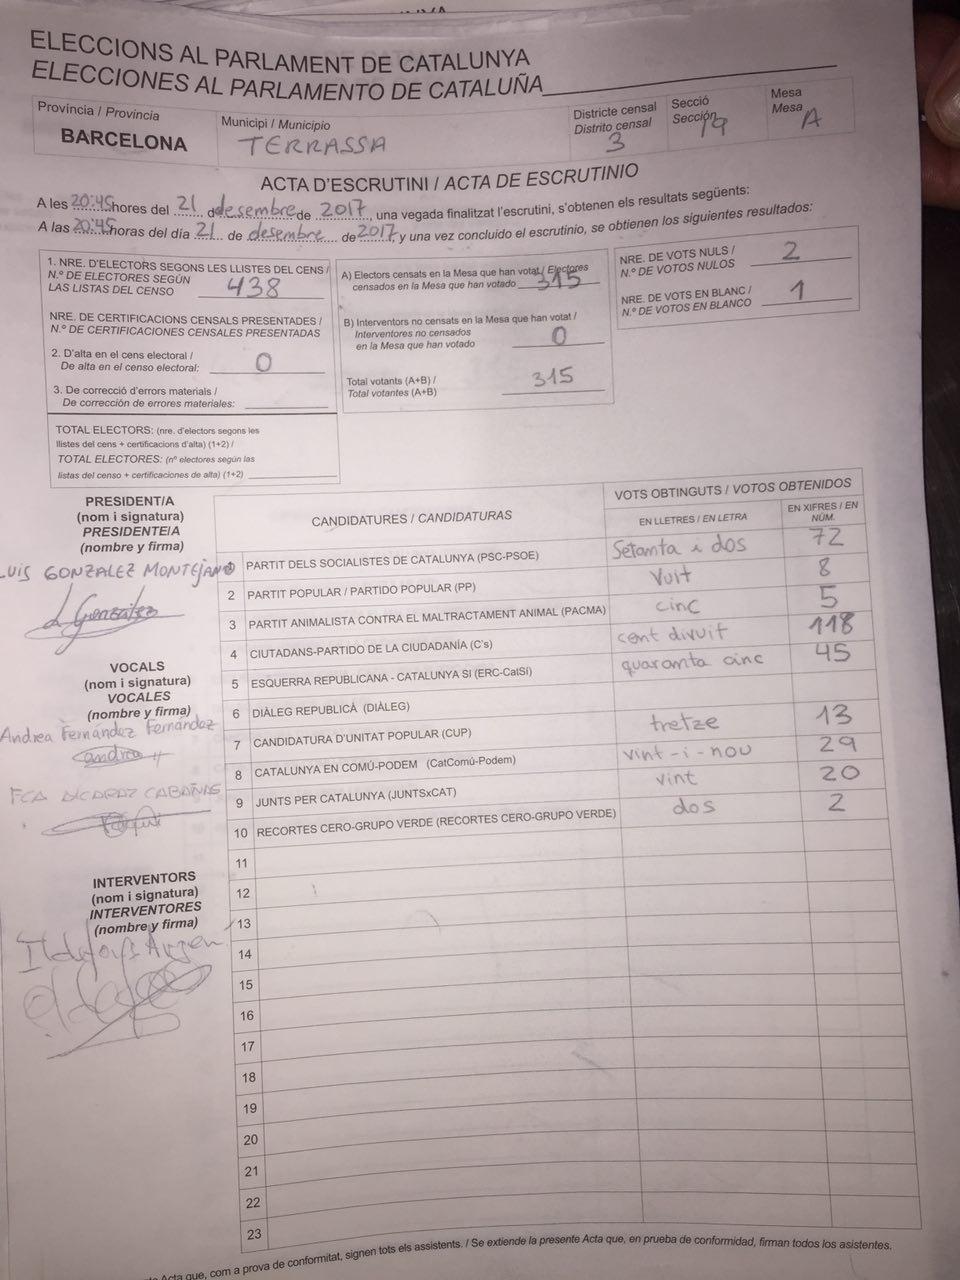 ELECCIONS AL PARLAMENT DE CATALUNYA
ELECCIONES AL PARLAMENTO DE CATALUÑA
Província / Provincia
BARCELONA
Municipi / Municipio
TERRASSA
Districte censal
Distrito censal
3
Secció
Sección
19
Mesa
Mesa
A
ACTA D'ESCRUTINI / ACTA DE ESCRUTINIO
A les 20:45 hores del 21 d desembre de 2017, una vegada finalitzat l'escrutini, s'obtenen els resultats següents:
A las 20:45 horas del día 21 de desembre de 2017 y una vez concluido el escrutinio, se obtienen los siguientes resultados:
1. NRE. D'ELECTORS SEGONS LES LLISTES DEL CENS /
N.º DE ELECTORES SEGÚN
LAS LISTAS DEL CENSO 438
NRE. DE CERTIFICACIONS CENSALS PRESENTADES /
N.º DE CERTIFICACIONES CENSALES PRESENTADAS
2. D'alta en el cens electoral /
De alta en el censo electoral: 0
3. De correcció d'errors materials /
De corrección de errores materiales:
TOTAL ELECTORS: (nre. d'electors segons les
llistes del cens + certificacions d'alta) (1+2) /
TOTAL ELECTORES: (nº electores según las
listas del censo + certificaciones de alta) (1+2)
A) Electors censats en la Mesa que han votat / Electores
censados en la Mesa que han votado 315
B) Interventors no censats en la Mesa que han votat /
Interventores no censados
en la Mesa que han votado 0
Total votants (A+B) /
Total votantes (A+B) 315
NRE. DE VOTS NULS /
N.º DE VOTOS NULOS 2
NRE. DE VOTS EN BLANC /
N.º DE VOTOS EN BLANCO 1
PRESIDENT/A
(nom i signatura)
PRESIDENTE/A
(nombre y firma)
LUIS GONZALEZ MONTEJANO
L González
VOCALS
(nom i signatura)
VOCALES
(nombre y firma)
Andrea Fernández Fernández
andrea
FCA ALCARAZ CABAÑAS
INTERVENTORS
(nom i signatura)
INTERVENTORES
(nombre y firma)
CANDIDATURES / CANDIDATURAS
VOTS OBTINGUTS / VOTOS OBTENIDOS
EN LLETRES / EN LETRA
EN XIFRES / EN
NÚM.
1 PARTIT DELS SOCIALISTES DE CATALUNYA (PSC-PSOE) Setanta i dos 72
2 PARTIT POPULAR / PARTIDO POPULAR (PP) Vuit 8
3 PARTIT ANIMALISTA CONTRA EL MALTRACTAMENT ANIMAL (PACMA) cinc 5
4 CIUTADANS-PARTIDO DE LA CIUDADANÍA (C's) cent divuit 118
5 ESQUERRA REPUBLICANA - CATALUNYA SI (ERC-CatSí) quaranta cinc 45
6 DIÀLEG REPUBLICÀ (DIÀLEG)
7 CANDIDATURA D'UNITAT POPULAR (CUP) tretze 13
8 CATALUNYA EN COMÚ-PODEM (CatComú-Podem) vint-i-nou 29
9 JUNTS PER CATALUNYA (JUNTSxCAT) vint 20
10 RECORTES CERO-GRUPO VERDE (RECORTES CERO-GRUPO VERDE) dos 2
11
12
13
14
15
16
17
18
19
20
21
22
23
Acta que, com a prova de conformitat, signen tots els assistents. / Se extiende la presente Acta que, en prueba de conformidad, firman todos los asistentes.